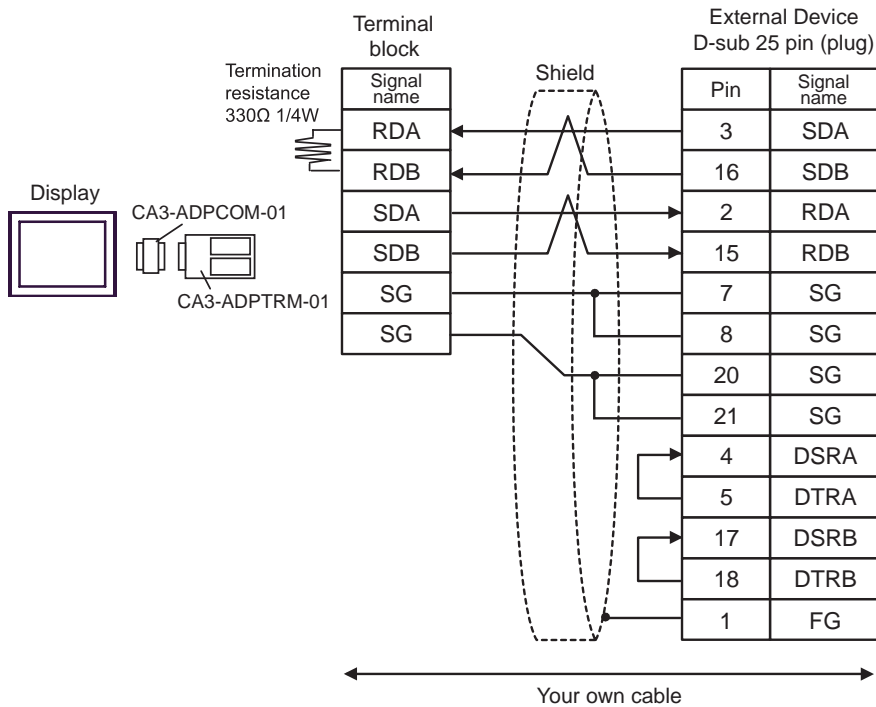 Terminal
block
External Device
D-sub 25 pin (plug)
Termination
resistance
330Ω 1/4W
Shield
Signal
name
Pin
Signal
name
RDA
3
SDA
RDB
16
SDB
Display
CA3-ADPCOM-01
SDA
2
RDA
SDB
15
RDB
CA3-ADPTRM-01
SG
7
SG
SG
8
SG
20
SG
21
SG
4
DSRA
5
DTRA
17
DSRB
18
DTRB
1
FG
Your own cable